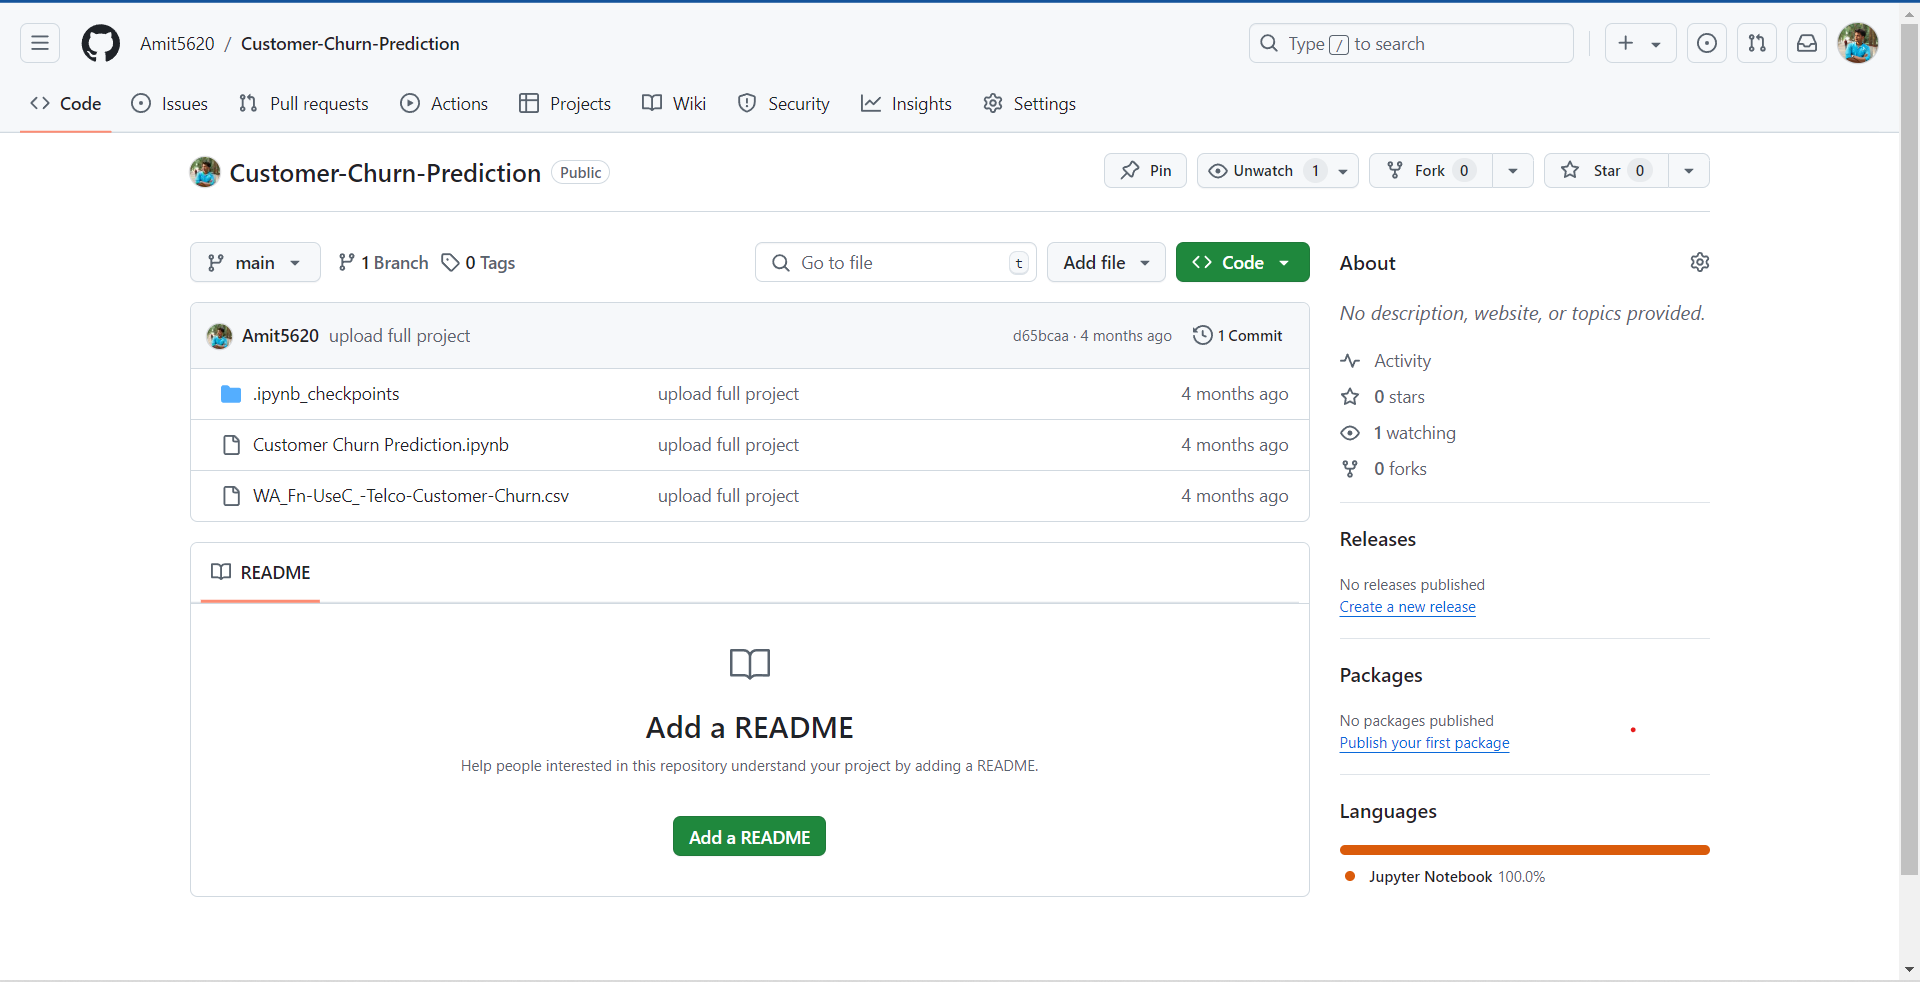 Amit5620 / Customer-Churn-Prediction
Type / to search
Code Issues Pull requests Actions Projects Wiki Security Insights Settings
Customer-Churn-Prediction Public
Pin Unwatch 1 Fork 0 Star 0
main 1 Branch 0 Tags Go to file t Add file Code
Amit5620 upload full project d65bcaa · 4 months ago 1 Commit
.ipynb_checkpoints upload full project 4 months ago
Customer Churn Prediction.ipynb upload full project 4 months ago
WA_Fn-UseC_-Telco-Customer-Churn.csv upload full project 4 months ago
README
Add a README
Help people interested in this repository understand your project by adding a README.
Add a README
About
No description, website, or topics provided.
Activity
0 stars
1 watching
0 forks
Releases
No releases published
Create a new release
Packages
No packages published
Publish your first package
Languages
Jupyter Notebook 100.0%